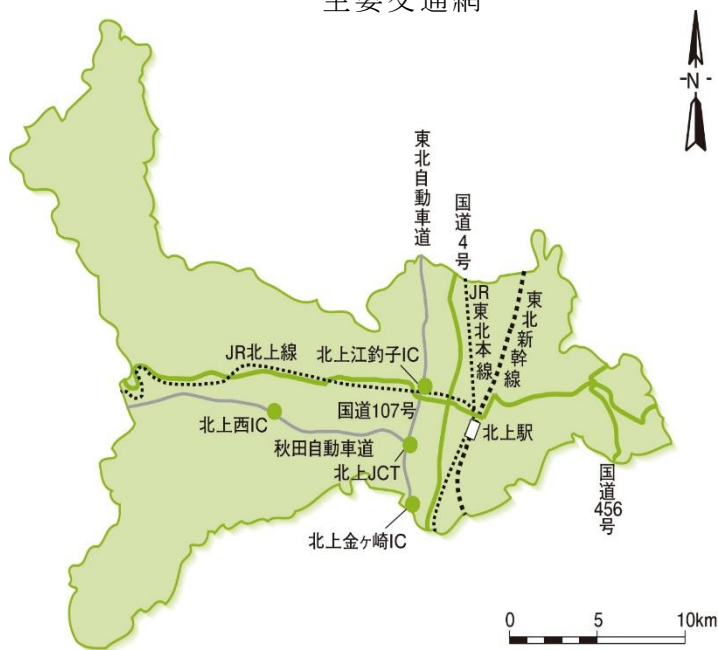 主要交通網
N
東北自動車道
国道4号
JR東北本線
東北新幹線
JR北上線
北上江釣子IC
国道107号
北上西IC
秋田自動車道
北上JCT
北上駅
国道456号
北上金ヶ崎IC
0 5 10km